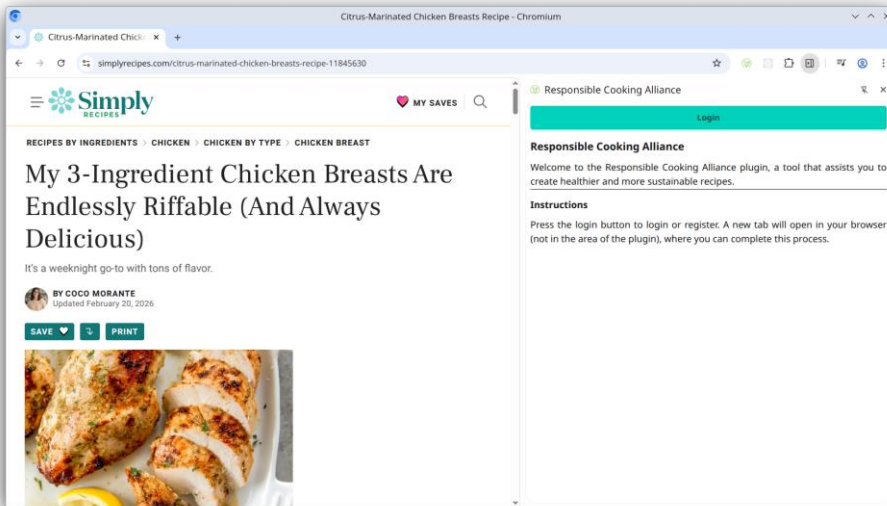 Citrus-Marinated Chicken Breasts Recipe - Chromium
Citrus-Marinated Chick
simplyrecipes.com/citrus-marinated-chicken-breasts-recipe-11845630
Simply
RECIPES
MY SAVES
RECIPES BY INGREDIENTS > CHICKEN > CHICKEN BY TYPE > CHICKEN BREAST
My 3-Ingredient Chicken Breasts Are
Endlessly Riffable (And Always
Delicious)
It's a weeknight go-to with tons of flavor.
BY COCO MORANTE
Updated February 20, 2026
SAVE
PRINT
Responsible Cooking Alliance
Login
Responsible Cooking Alliance
Welcome to the Responsible Cooking Alliance plugin, a tool that assists you to
create healthier and more sustainable recipes.
Instructions
Press the login button to login or register. A new tab will open in your browser
(not in the area of the plugin), where you can complete this process.